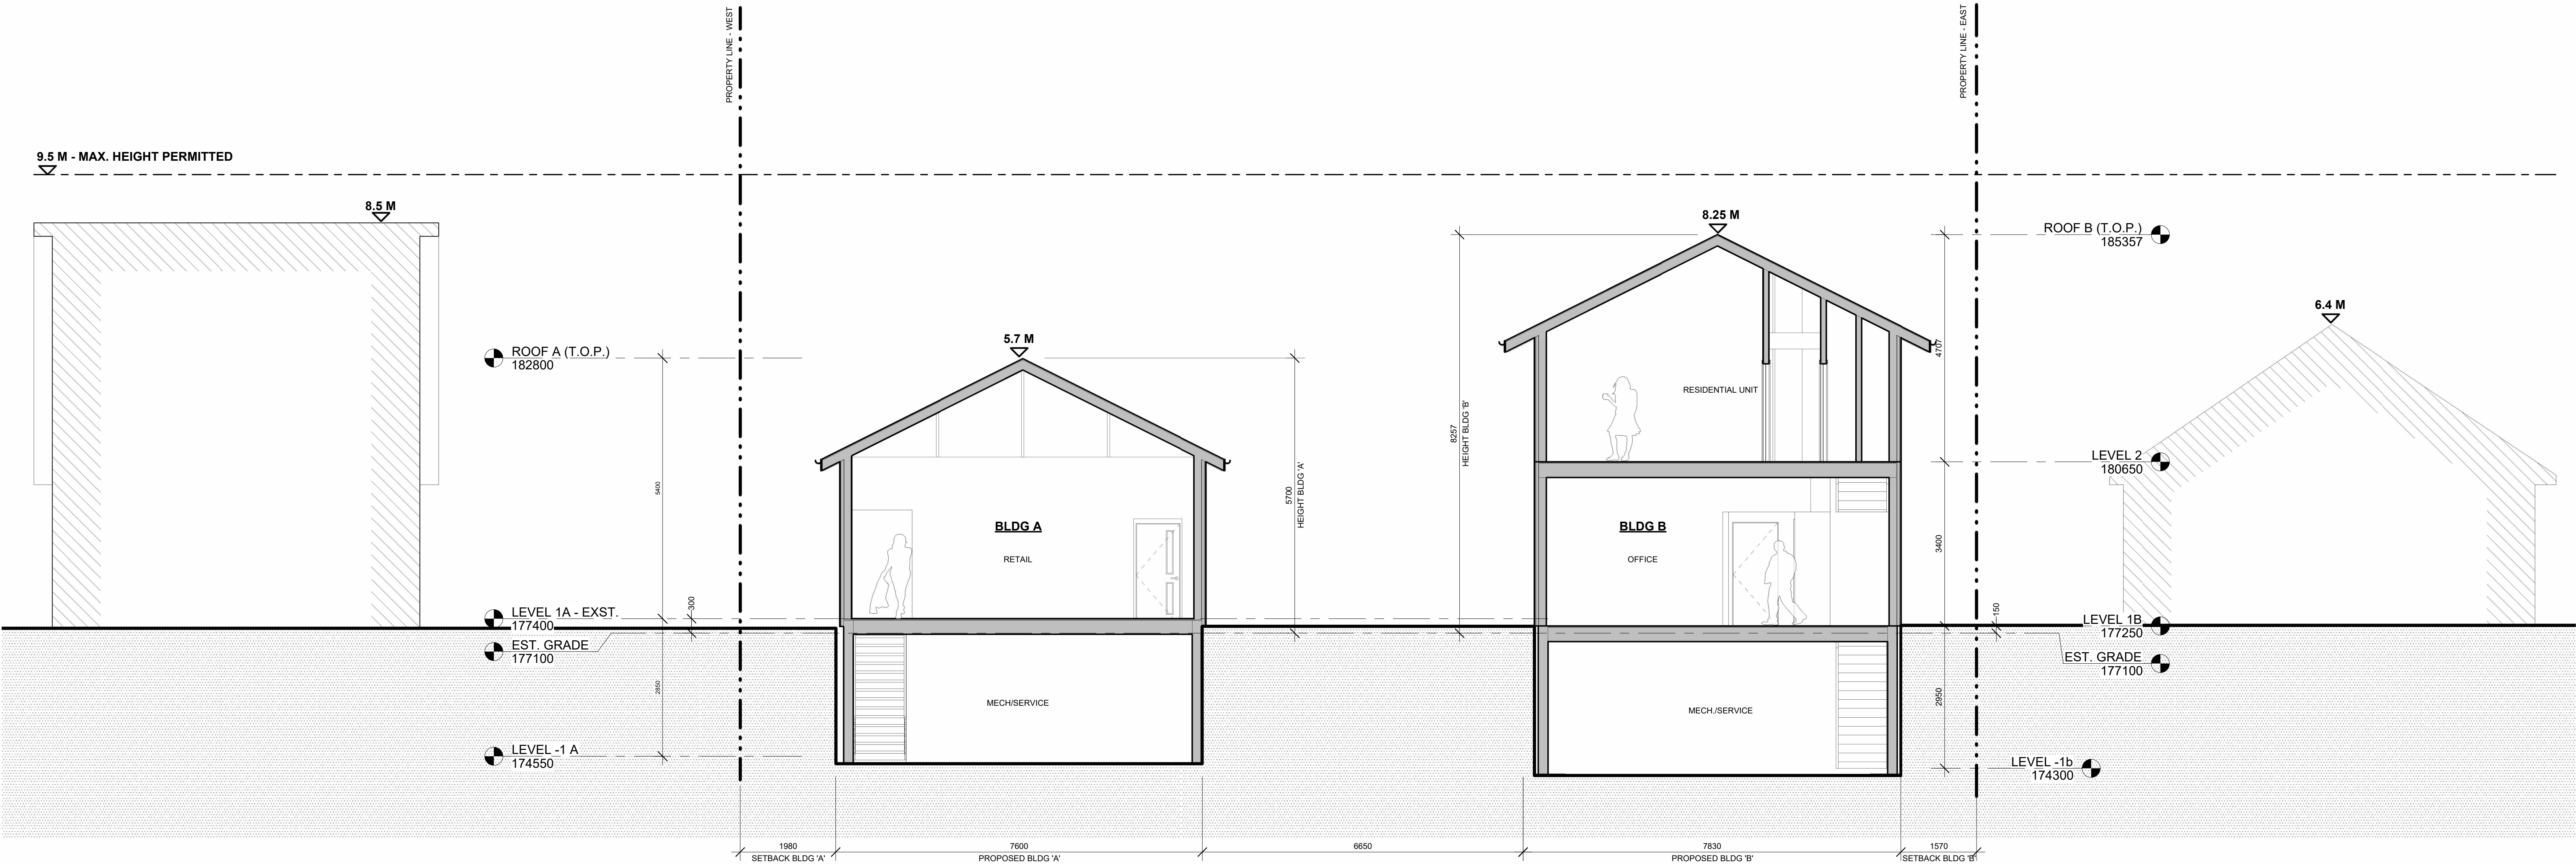 PROPERTY LINE - WEST
PROPERTY LINE - EAST
9.5 M - MAX. HEIGHT PERMITTED
8.5 M
8.25 M
ROOF B (T.O.P.)
185357
6.4 M
5.7 M
ROOF A (T.O.P.)
182800
4707
RESIDENTIAL UNIT
8257
HEIGHT BLDG 'B'
LEVEL 2
180650
5400
5700
HEIGHT BLDG 'A'
BLDG A
RETAIL
BLDG B
OFFICE
3400
LEVEL 1A - EXST.
177400
300
150
LEVEL 1B
177250
EST. GRADE
177100
EST. GRADE
177100
2850
2950
MECH/SERVICE
MECH./SERVICE
LEVEL -1 A
174550
LEVEL -1b
174300
1980
7600
6650
7830
1570
SETBACK BLDG 'A'
PROPOSED BLDG 'A'
PROPOSED BLDG 'B'
SETBACK BLDG 'B'